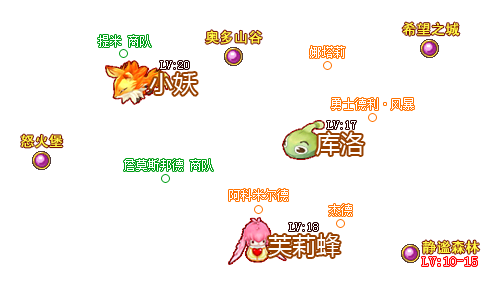 希望之城
提米 商队
奥多山谷
娜塔莉
LV:20
小妖
勇士德利·风暴
LV:17
库洛
怒火堡
詹莫斯邦德 商队
阿科米尔德
杰德
LV:18
芙莉蜂
静谧森林
LV:10-15